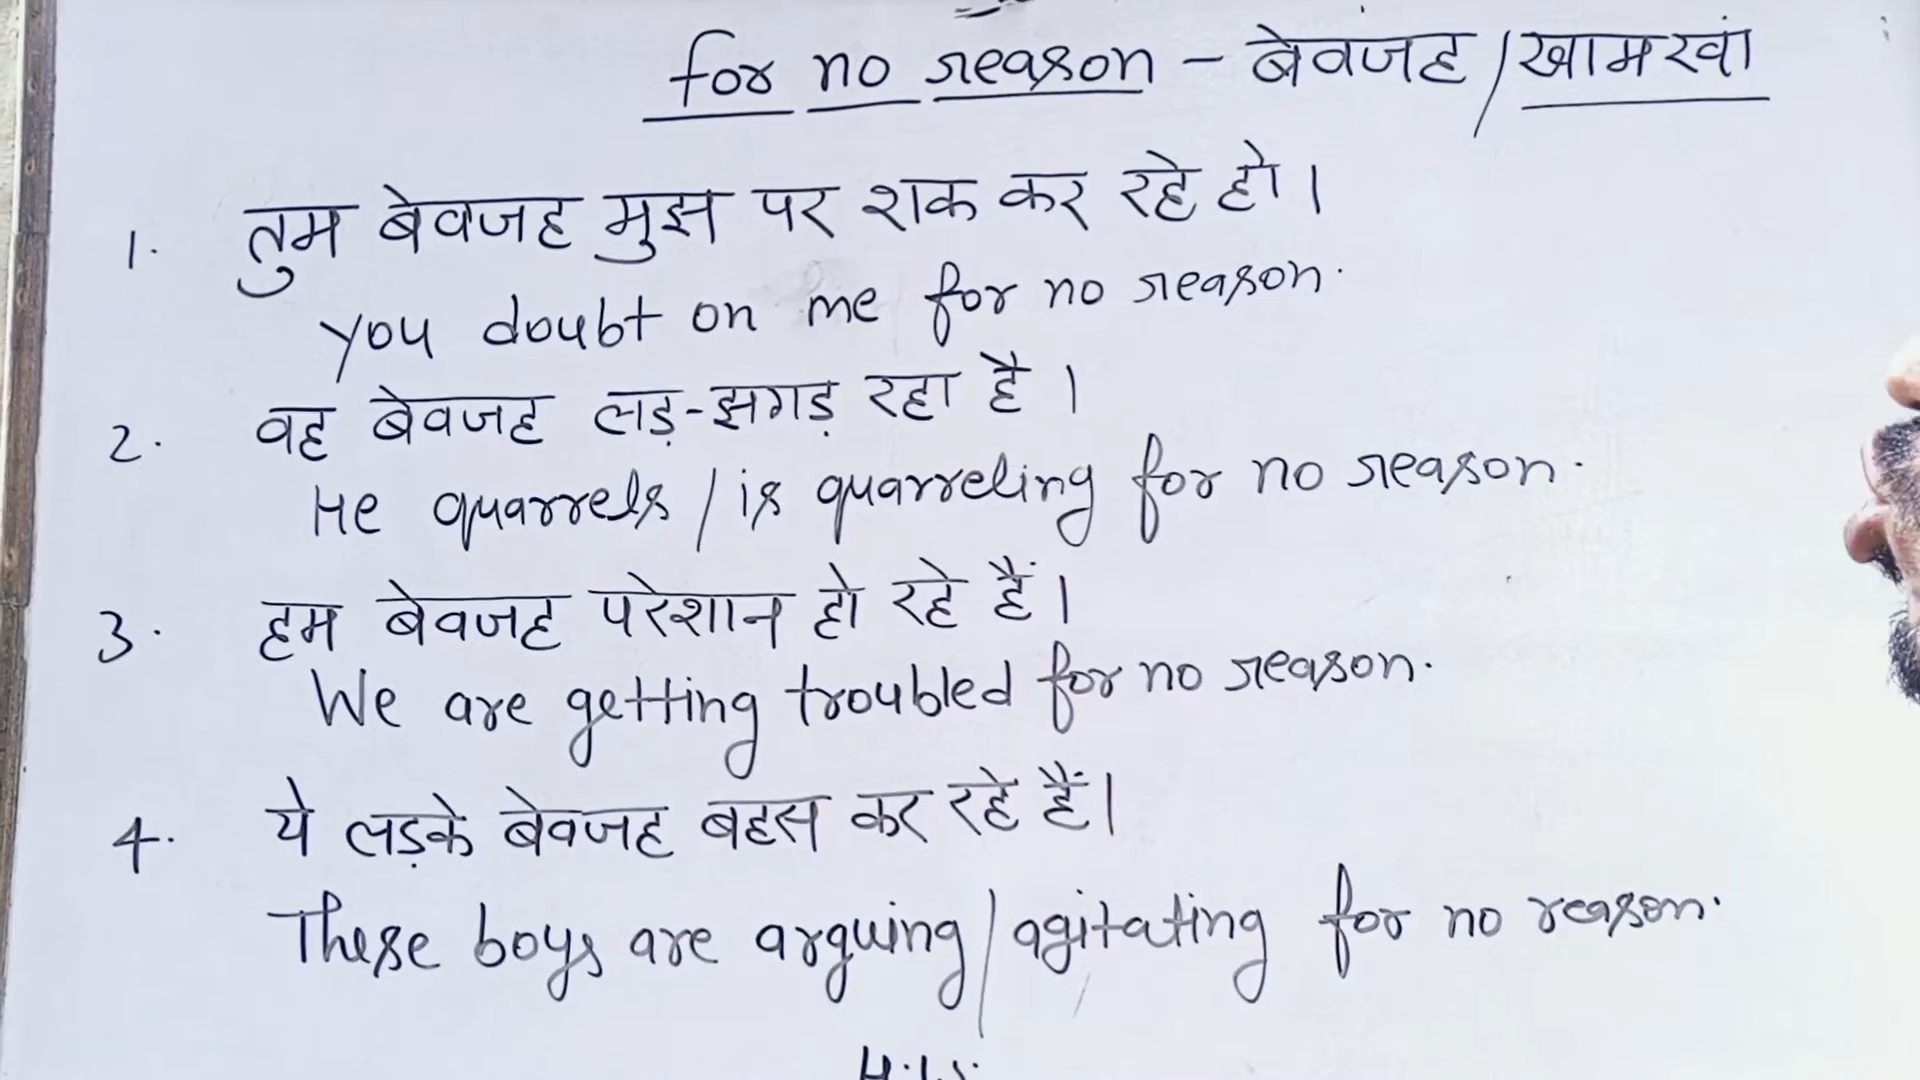 for no reason - बेवजह / खामखां
1. तुम बेवजह मुझ पर शक कर रहे हो।
You doubt on me for no reason.
2. वह बेवजह लड़-झगड़ रहा है।
He quarrels / is quarreling for no reason.
3. हम बेवजह परेशान हो रहे हैं।
We are getting troubled for no reason.
4. ये लड़के बेवजह बहस कर रहे हैं।
These boys are arguing / agitating for no reason.